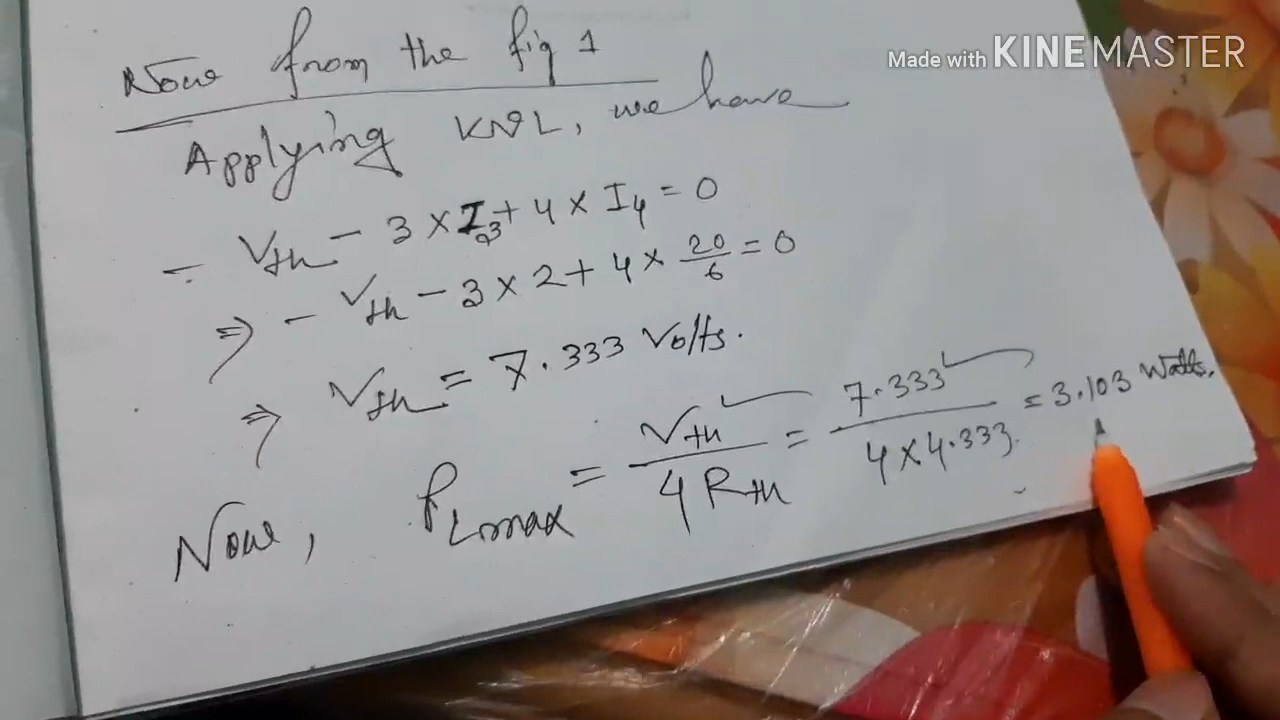 Made with KINEMASTER
Now from the fig 1
Applying KVL, we have
- Vth - 3 × I3 + 4 × I4 = 0
⇒ - Vth - 3 × 2 + 4 × 20/6 = 0
⇒ Vth = 7.333 Volts.
Now, PLmax = Vth²/4Rth = 7.333²/4×4.333 = 3.103 Watts.